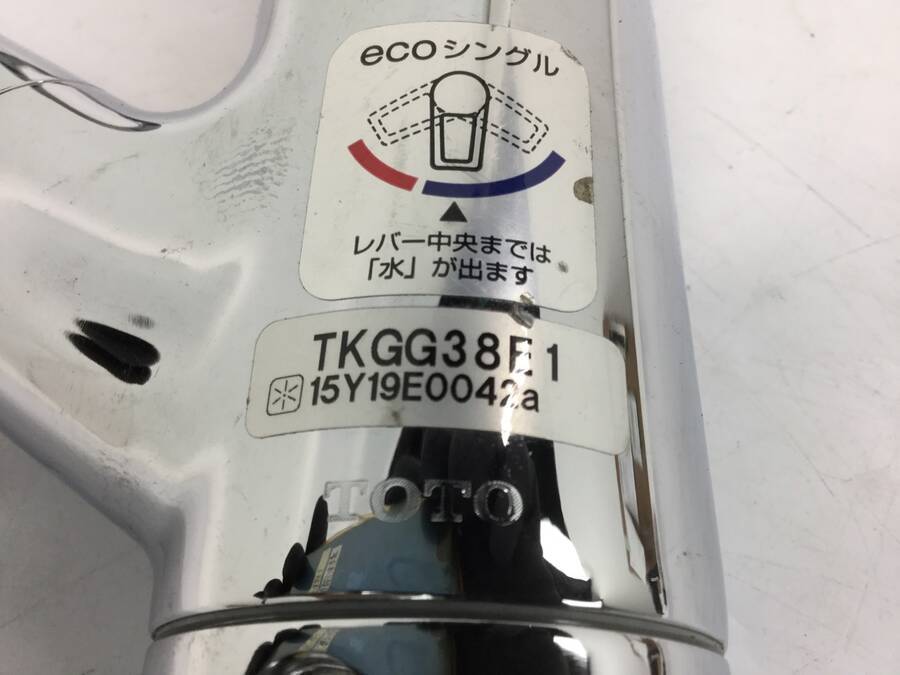 ecoシングル
レバー中央までは
「水」が出ます
TKGG38E1
15Y19E0042a
TOTO